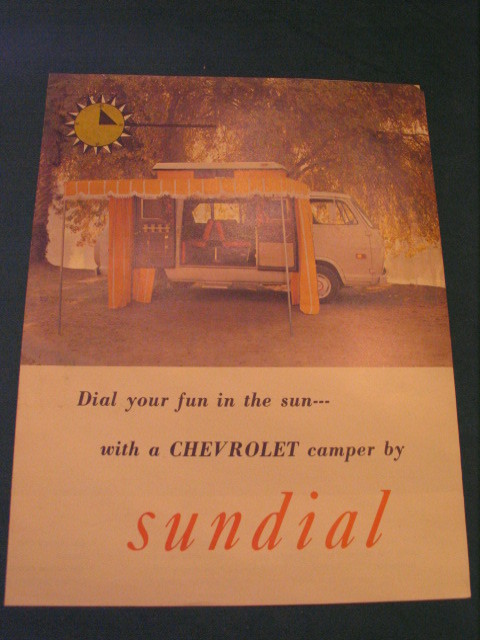 Dial your fun in the sun---
with a CHEVROLET camper by
sundial